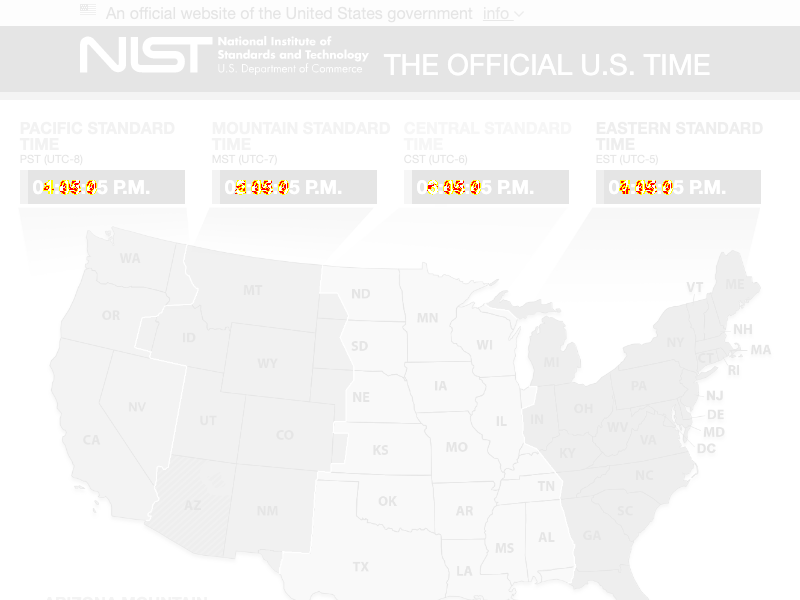 An official website of the United States government info
NIST National Institute of
Standards and Technology
U.S. Department of Commerce
THE OFFICIAL U.S. TIME
PACIFIC STANDARD
TIME
PST (UTC-8)
MOUNTAIN STANDARD
TIME
MST (UTC-7)
CENTRAL STANDARD
TIME
CST (UTC-6)
EASTERN STANDARD
TIME
EST (UTC-5)
P.M.
P.M.
P.M.
P.M.
WA
MT
ND
MN
VT
ME
OR
ID
WY
SD
WI
MI
NY
NH
MA
CT
RI
NV
UT
CO
NE
IA
IL
IN
OH
PA
NJ
DE
MD
DC
CA
KS
MO
KY
WV
VA
AZ
NM
OK
AR
TN
NC
SC
TX
LA
MS
AL
GA
ARIZONA MOUNTAIN